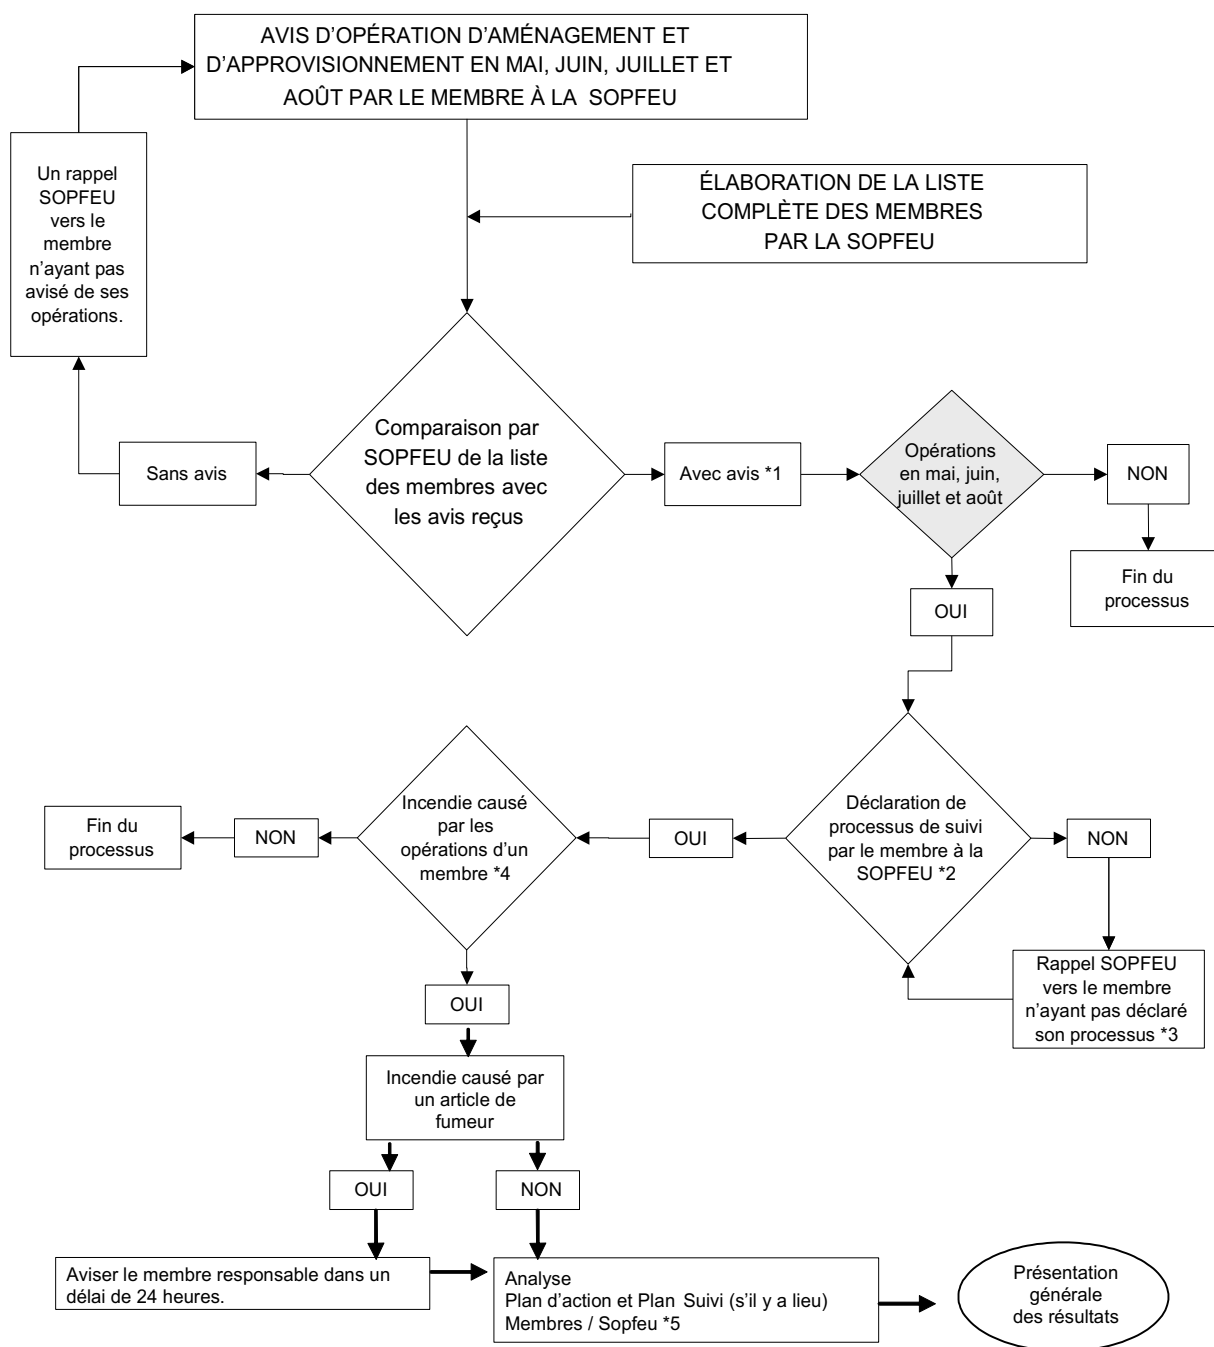 AVIS D'OPÉRATION D'AMÉNAGEMENT ET
D'APPROVISIONNEMENT EN MAI, JUIN, JUILLET ET
AOÛT PAR LE MEMBRE À LA SOPFEU
Un rappel
SOPFEU
vers le
membre
n'ayant pas
avisé de ses
opérations.
ÉLABORATION DE LA LISTE
COMPLÈTE DES MEMBRES
PAR LA SOPFEU
Sans avis
Comparaison par
SOPFEU de la liste
des membres avec
les avis reçus
Avec avis *1
Opérations
en mai, juin,
juillet et août
NON
Fin du
processus
OUI
Déclaration de
processus de suivi
par le membre à la
SOPFEU *2
NON
Rappel SOPFEU
vers le membre
n'ayant pas déclaré
son processus *3
OUI
Incendie causé
par les
opérations d'un
membre *4
NON
Fin du
processus
OUI
Incendie causé par
un article de
fumeur
OUI
NON
Aviser le membre responsable dans un
délai de 24 heures.
Analyse
Plan d'action et Plan Suivi (s'il y a lieu)
Membres / Sopfeu *5
Présentation
générale
des résultats